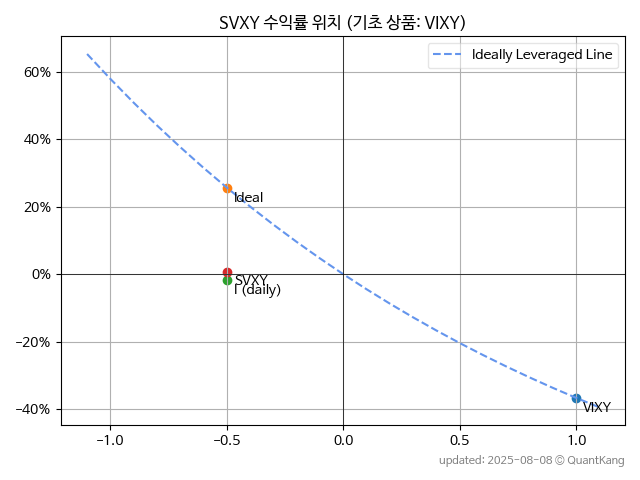 SVXY 수익률 위치 (기초 상품: VIXY)
Ideally Leveraged Line
60%
40%
20%
0%
−20%
−40%
Ideal
SVXY
I (daily)
VIXY
−1.0
−0.5
0.0
0.5
1.0
updated: 2025-08-08 © QuantKang